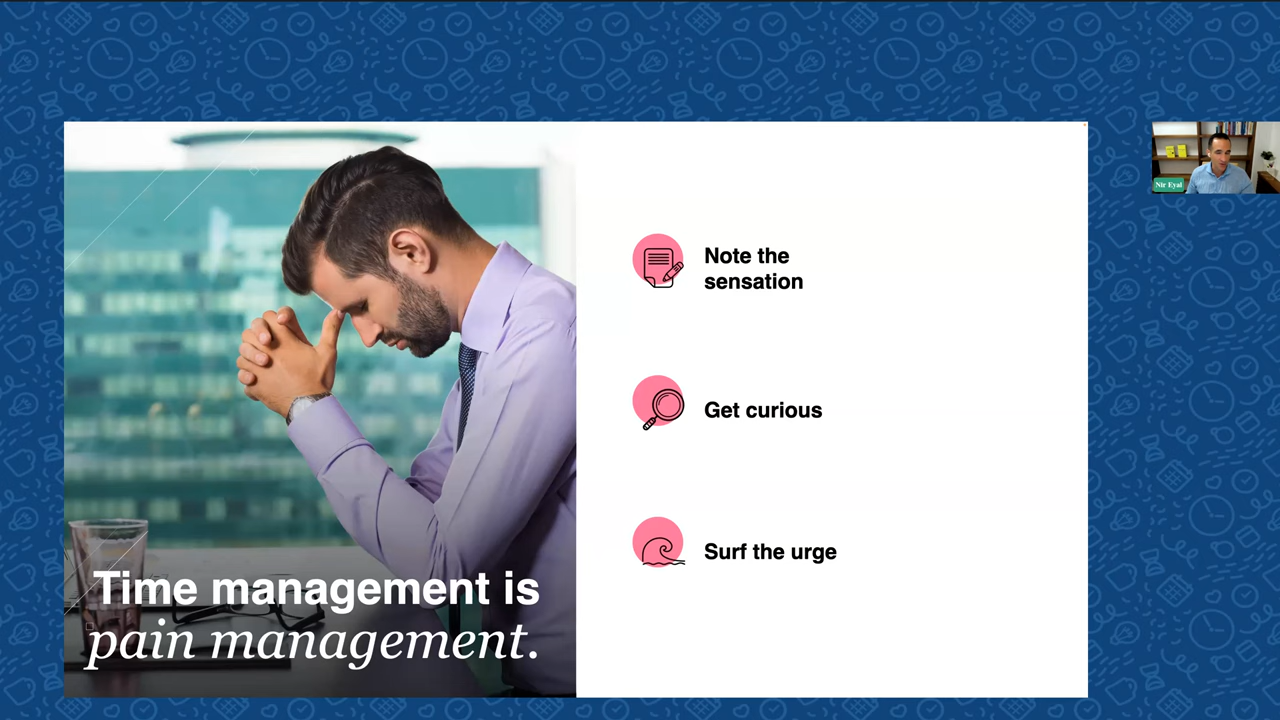 Time management is
pain management.
Note the
sensation
Get curious
Surf the urge
Nir Eyal